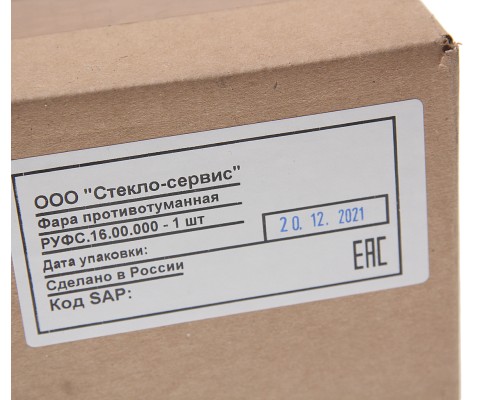 ООО "Стекло-сервис"
Фара противотуманная
РУФС.16.00.000 - 1 шт
Дата упаковки: 20. 12. 2021
Сделано в России
Код SAP:
EAC